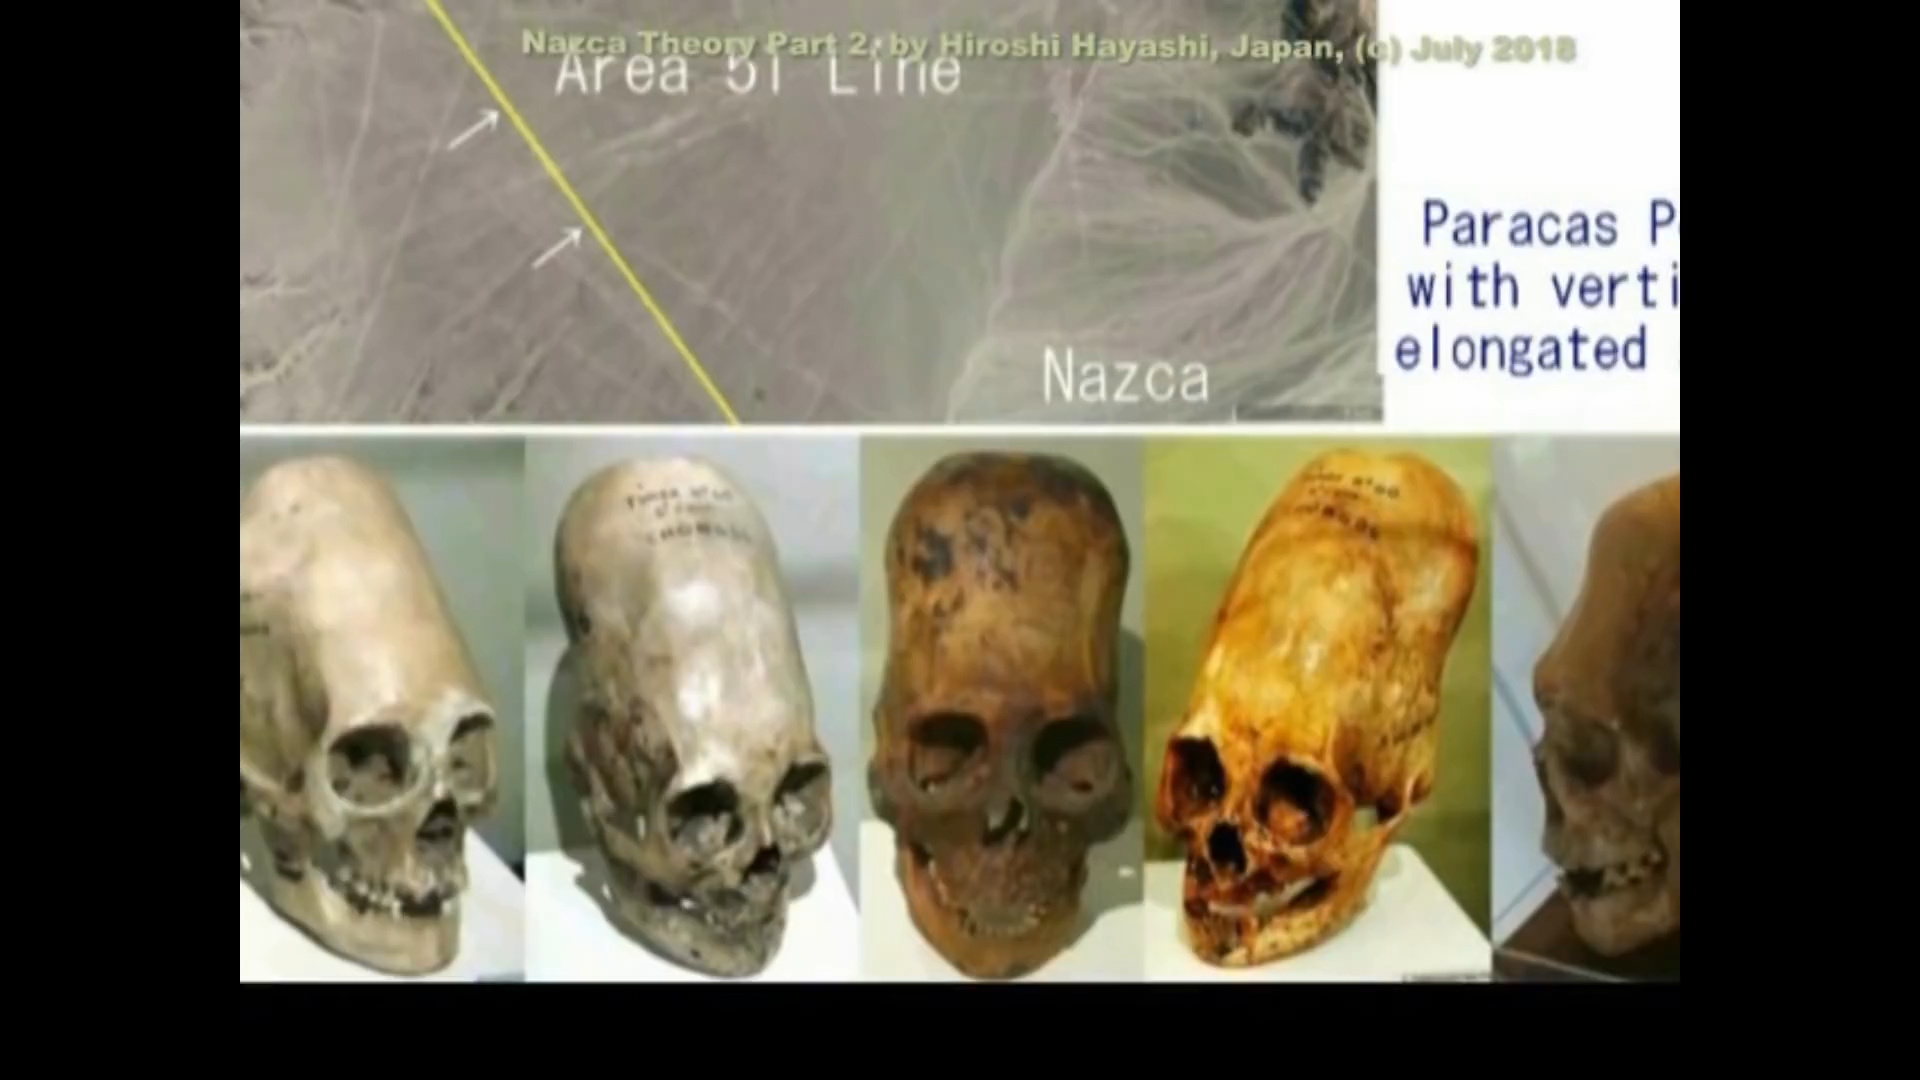 Nazca Theory Part 2, by Hiroshi Hayashi, Japan, (c) July 2018
Area 51 Line
Paracas P
with verti
elongated
Nazca